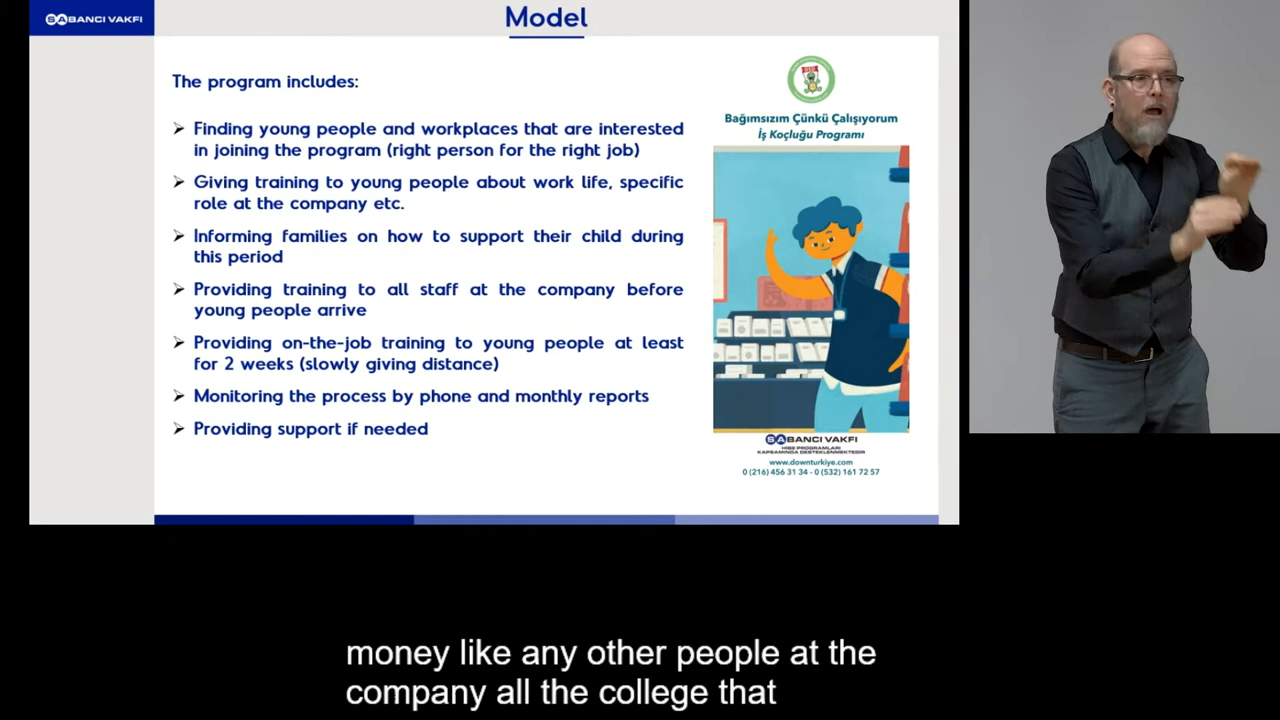 SABANCI VAKFI
Model
The program includes:
➢ Finding young people and workplaces that are interested
in joining the program (right person for the right job)
➢ Giving training to young people about work life, specific
role at the company etc.
➢ Informing families on how to support their child during
this period
➢ Providing training to all staff at the company before
young people arrive
➢ Providing on-the-job training to young people at least
for 2 weeks (slowly giving distance)
➢ Monitoring the process by phone and monthly reports
➢ Providing support if needed
Bağımsızım Çünkü Çalışıyorum
İş Koçluğu Programı
SABANCI VAKFI
HİBE PROGRAMLARI
KAPSAMINDA DESTEKLENMEKTEDİR
www.downturkiye.com
0 (216) 456 31 34 - 0 (532) 161 72 57
money like any other people at the
company all the college that